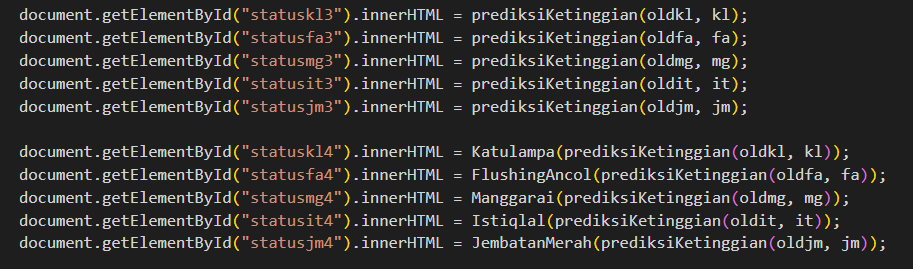 document.getElementById("statuskl3").innerHTML = prediksiKetinggian(oldkl, kl);
document.getElementById("statusfa3").innerHTML = prediksiKetinggian(oldfa, fa);
document.getElementById("statusmg3").innerHTML = prediksiKetinggian(oldmg, mg);
document.getElementById("statusit3").innerHTML = prediksiKetinggian(oldit, it);
document.getElementById("statusjm3").innerHTML = prediksiKetinggian(oldjm, jm);
document.getElementById("statuskl4").innerHTML = Katulampa(prediksiKetinggian(oldkl, kl));
document.getElementById("statusfa4").innerHTML = FlushingAncol(prediksiKetinggian(oldfa, fa));
document.getElementById("statusmg4").innerHTML = Manggarai(prediksiKetinggian(oldmg, mg));
document.getElementById("statusit4").innerHTML = Istiqlal(prediksiKetinggian(oldit, it));
document.getElementById("statusjm4").innerHTML = JembatanMerah(prediksiKetinggian(oldjm, jm));